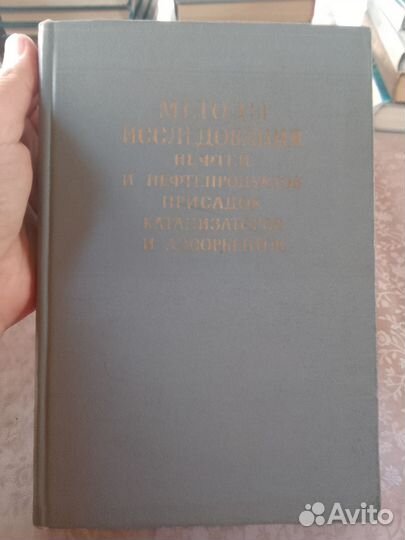 МЕТОДЫ
ИССЛЕДОВАНИЯ
НЕФТЕЙ
И НЕФТЕПРОДУКТОВ
ПРИСАДОК
КАТАЛИЗАТОРОВ
И АДСОРБЕНТОВ
Avito